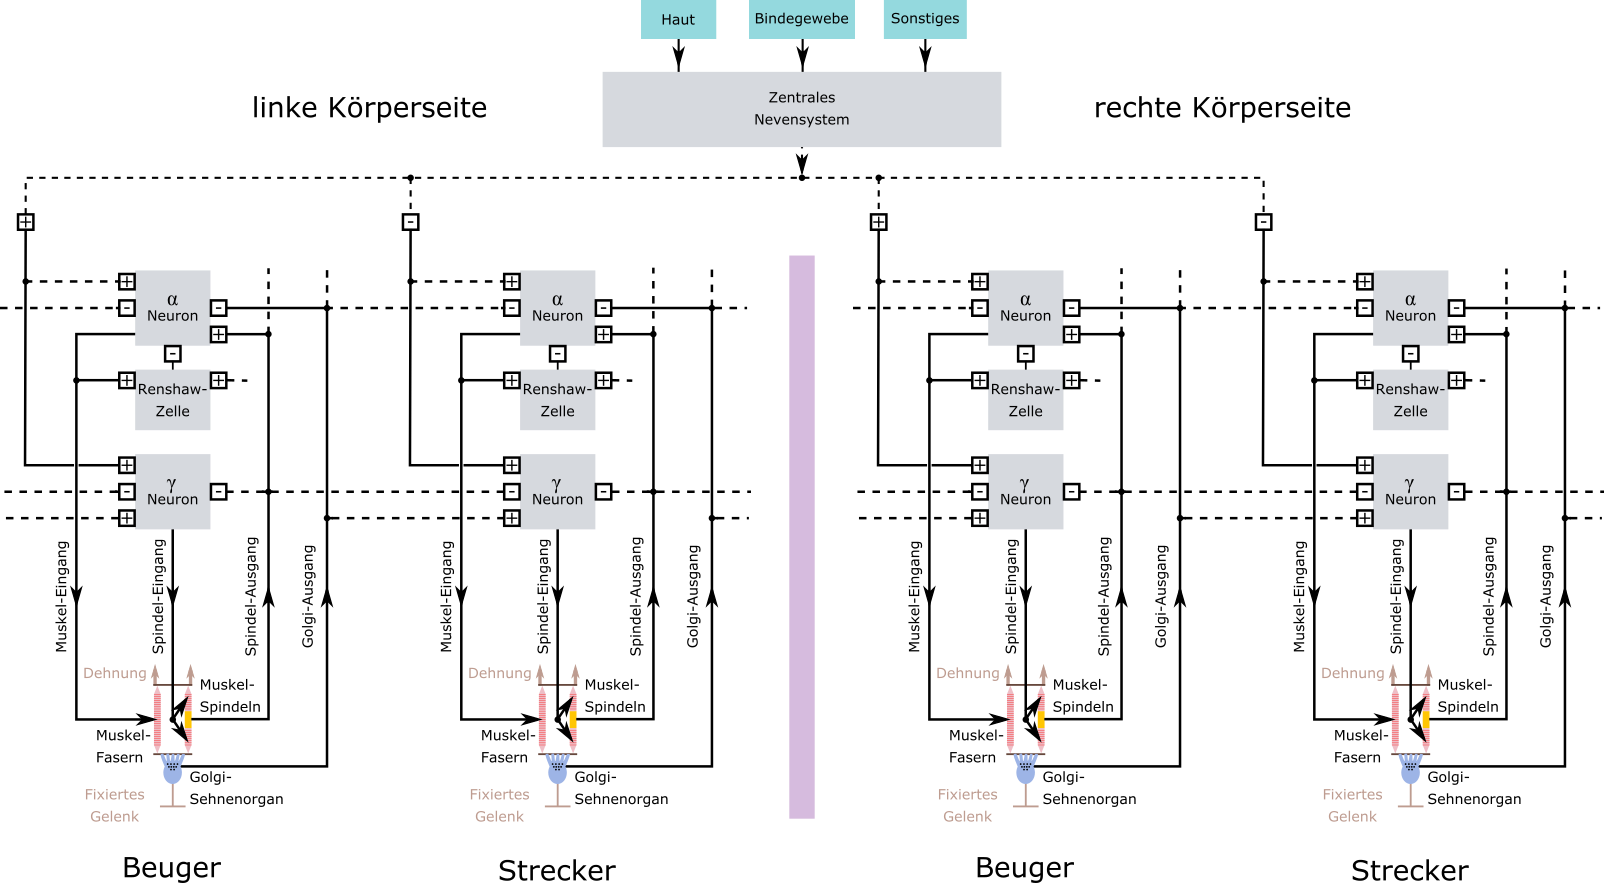 Haut
Bindegewebe
Sonstiges
Zentrales
Nevensystem
linke Körperseite
rechte Körperseite
+
-
+
-
+
-
α
Neuron
-
+
-
+
Renshaw-
Zelle
+
+
-
+
γ
Neuron
-
Muskel-Eingang
Spindel-Eingang
Spindel-Ausgang
Golgi-Ausgang
Dehnung
Muskel-
Spindeln
Muskel-
Fasern
Golgi-
Sehnenorgan
Fixiertes
Gelenk
Beuger
+
-
α
Neuron
-
+
-
+
Renshaw-
Zelle
+
+
-
+
γ
Neuron
-
Muskel-Eingang
Spindel-Eingang
Spindel-Ausgang
Golgi-Ausgang
Dehnung
Muskel-
Spindeln
Muskel-
Fasern
Golgi-
Sehnenorgan
Fixiertes
Gelenk
Strecker
+
-
α
Neuron
-
+
-
+
Renshaw-
Zelle
+
+
-
+
γ
Neuron
-
Muskel-Eingang
Spindel-Eingang
Spindel-Ausgang
Golgi-Ausgang
Dehnung
Muskel-
Spindeln
Muskel-
Fasern
Golgi-
Sehnenorgan
Fixiertes
Gelenk
Beuger
+
-
α
Neuron
-
+
-
+
Renshaw-
Zelle
+
+
-
+
γ
Neuron
-
Muskel-Eingang
Spindel-Eingang
Spindel-Ausgang
Golgi-Ausgang
Dehnung
Muskel-
Spindeln
Muskel-
Fasern
Golgi-
Sehnenorgan
Fixiertes
Gelenk
Strecker